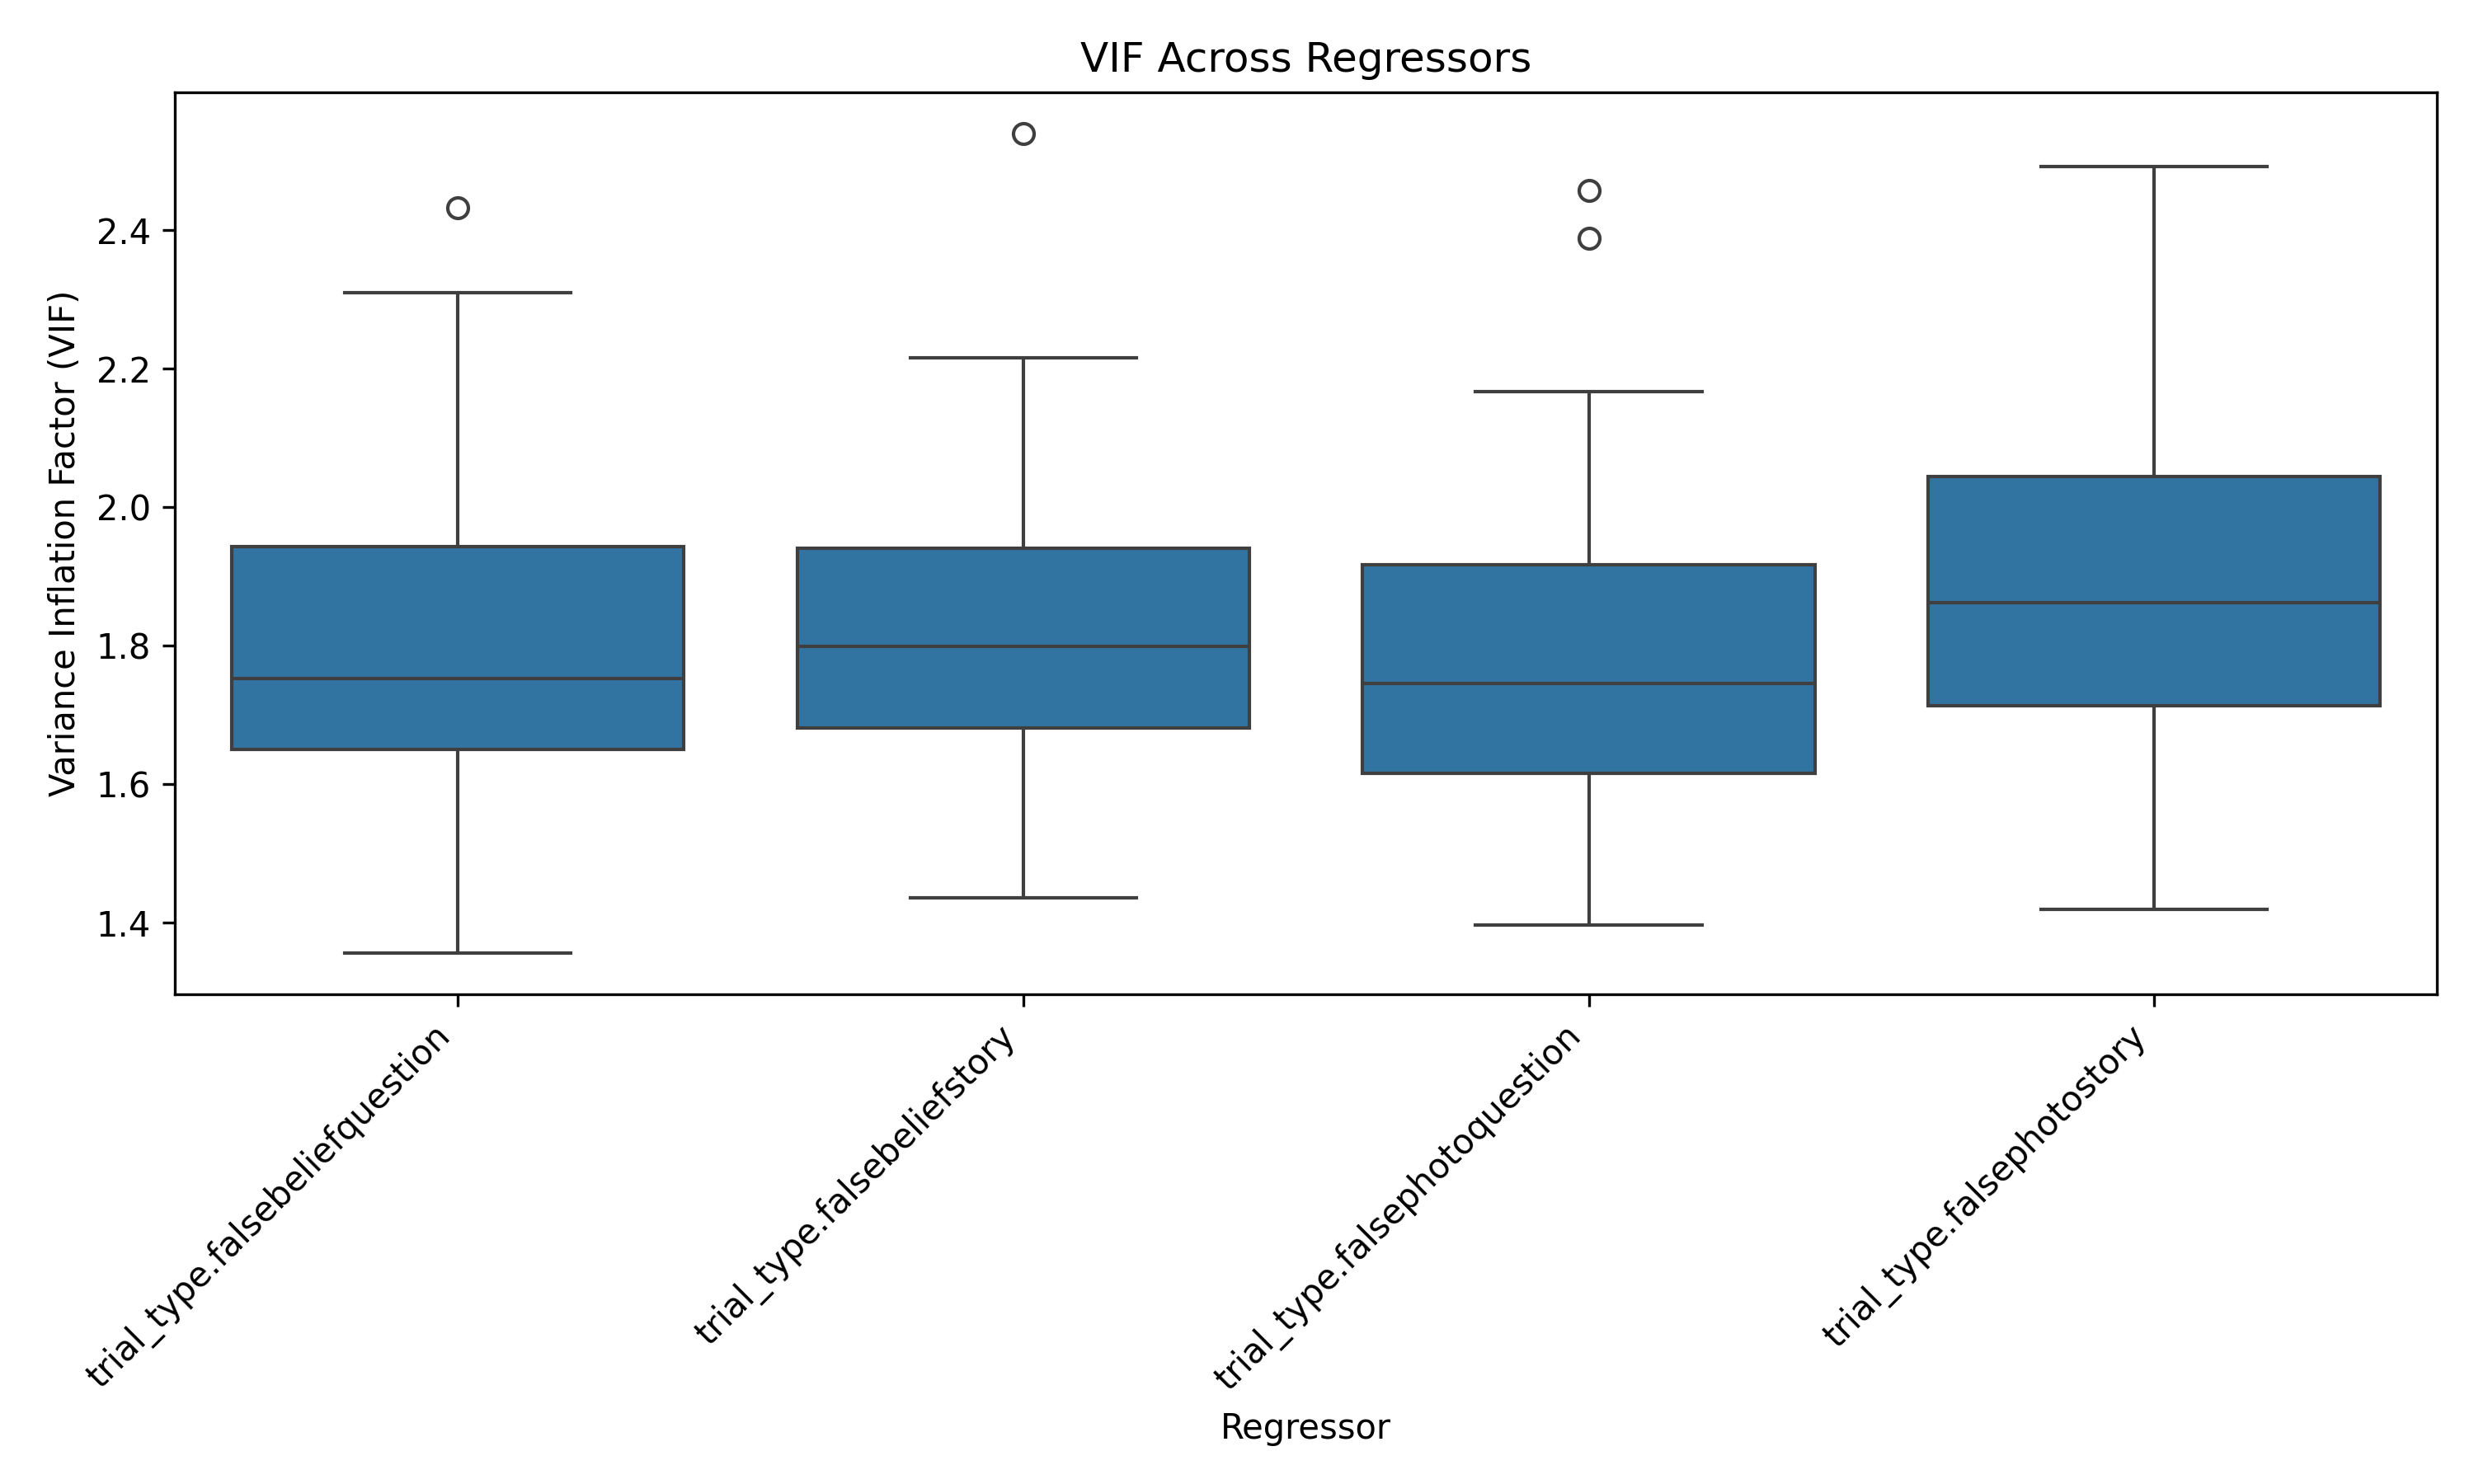 VIF Across Regressors
Variance Inflation Factor (VIF)
2.4
2.2
2.0
1.8
1.6
1.4
trial_type.falsebeliefquestion
trial_type.falsebeliefstory
trial_type.falsephotoquestion
trial_type.falsephotostory
Regressor